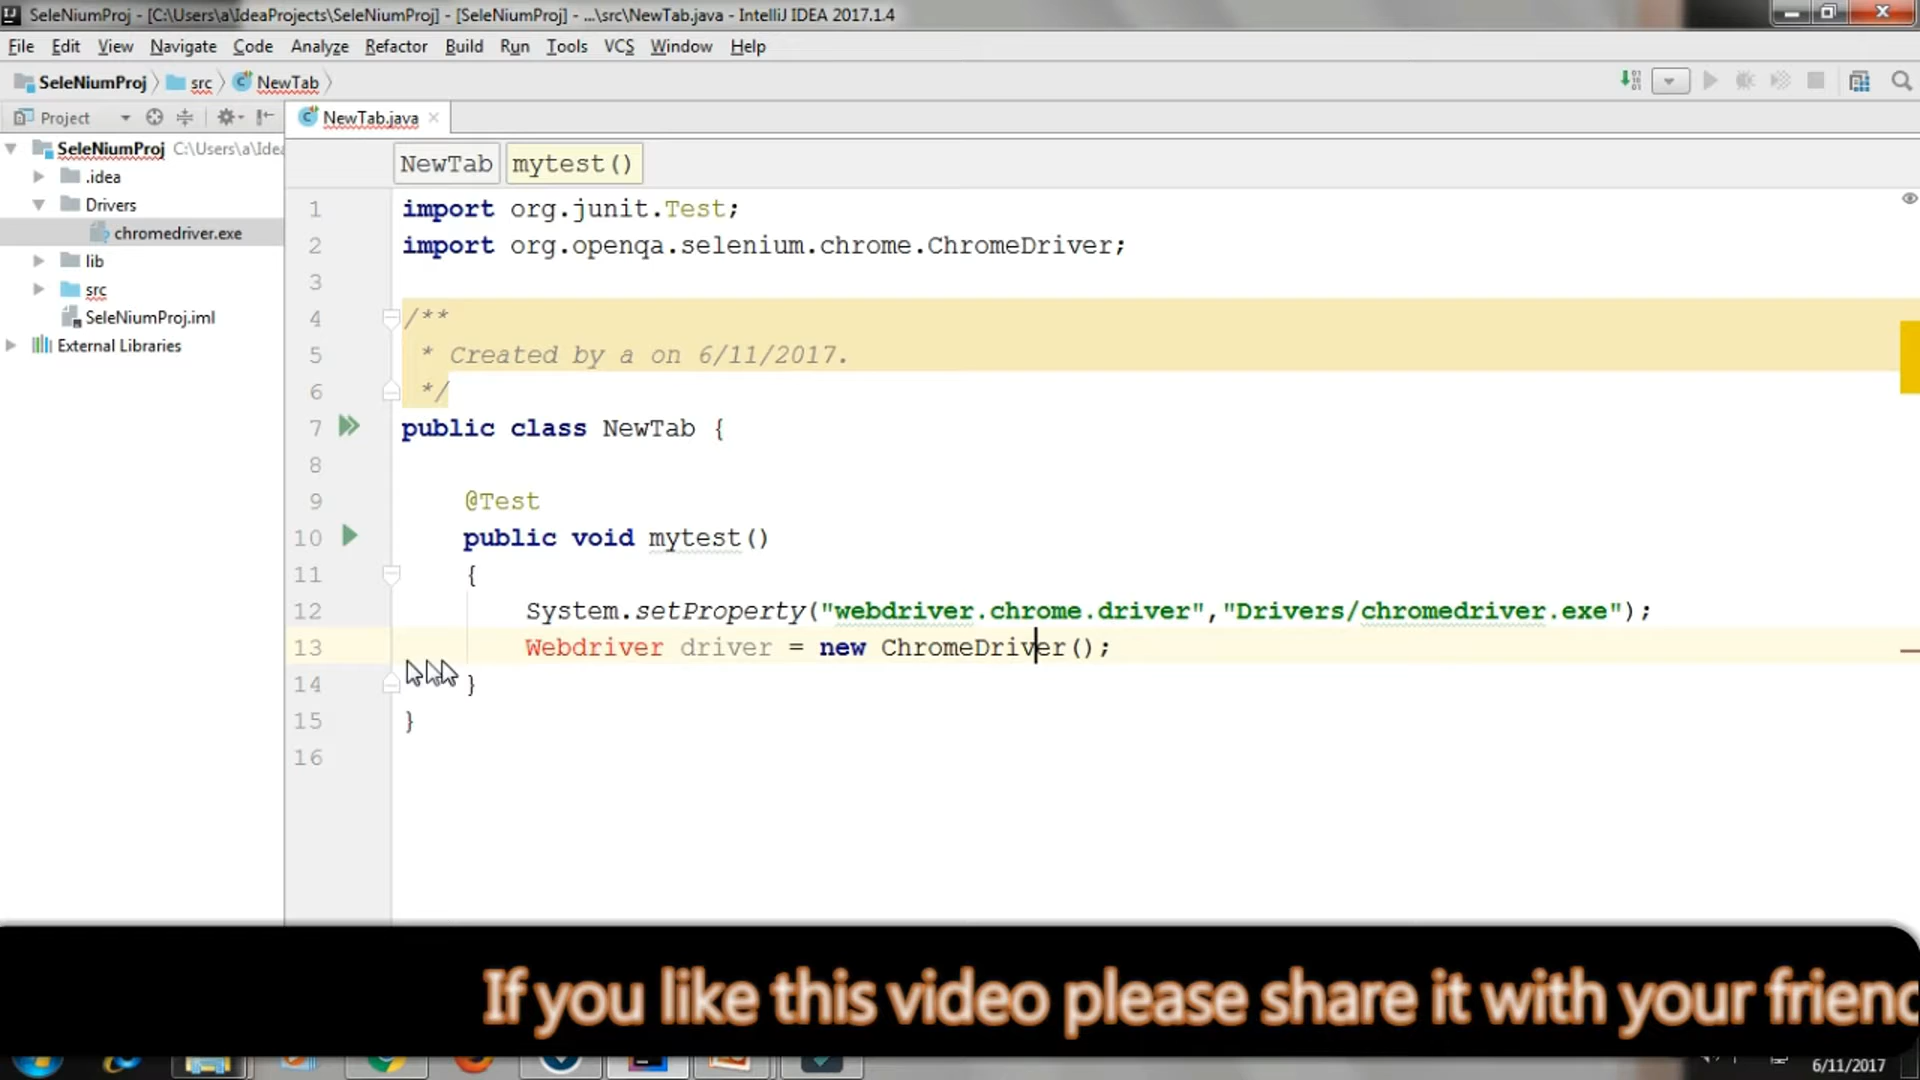 SeleNiumProj - [C:\Users\a\IdeaProjects\SeleNiumProj] - [SeleNiumProj] - ...\src\NewTab.java - IntelliJ IDEA 2017.1.4
File Edit View Navigate Code Analyze Refactor Build Run Tools VCS Window Help
SeleNiumProj src NewTab
Project NewTab.java
SeleNiumProj C:\Users\a\Idea
.idea
Drivers
chromedriver.exe
lib
src
SeleNiumProj.iml
External Libraries
NewTab mytest()
1 import org.junit.Test;
2 import org.openqa.selenium.chrome.ChromeDriver;
3
4 /**
5 * Created by a on 6/11/2017.
6 */
7 public class NewTab {
8
9 @Test
10 public void mytest()
11 {
12 System.setProperty("webdriver.chrome.driver","Drivers/chromedriver.exe");
13 Webdriver driver = new ChromeDriver();
14 }
15 }
16
If you like this video please share it with your friend
6/11/2017